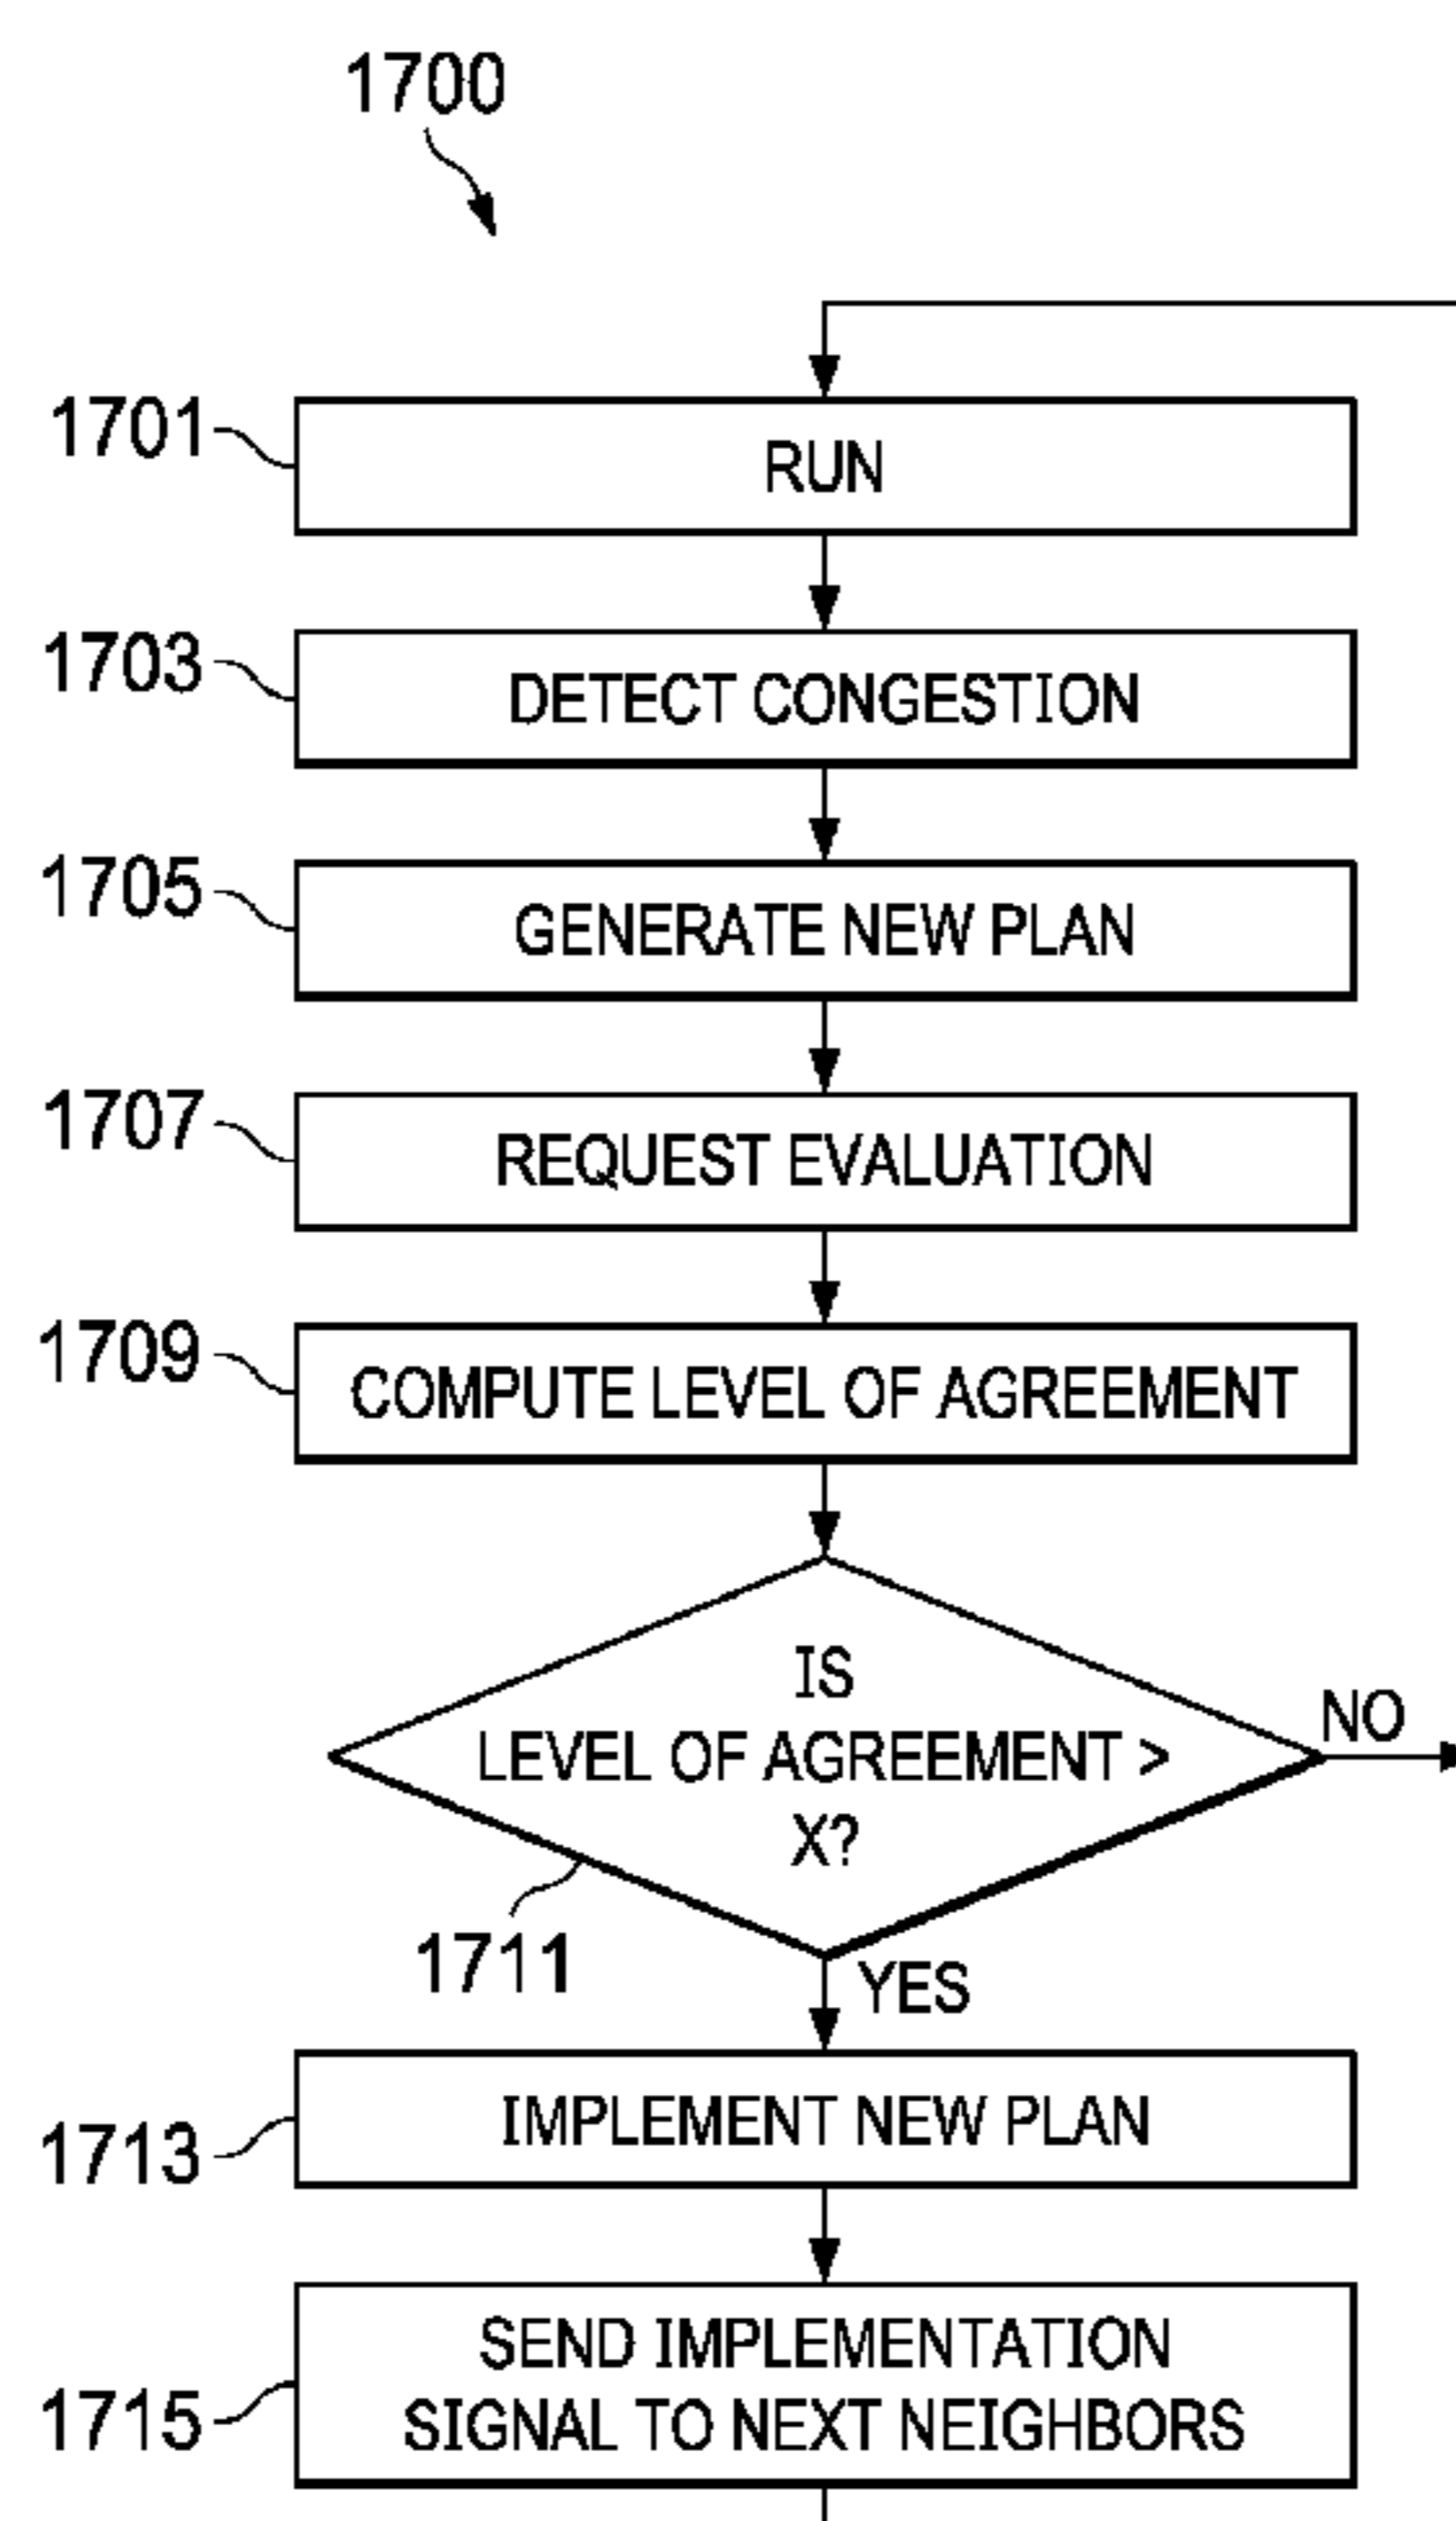 1700
1701
RUN
1703
DETECT CONGESTION
1705
GENERATE NEW PLAN
1707
REQUEST EVALUATION
1709
COMPUTE LEVEL OF AGREEMENT
IS
LEVEL OF AGREEMENT >
X?
NO
1711
YES
1713
IMPLEMENT NEW PLAN
1715
SEND IMPLEMENTATION
SIGNAL TO NEXT NEIGHBORS